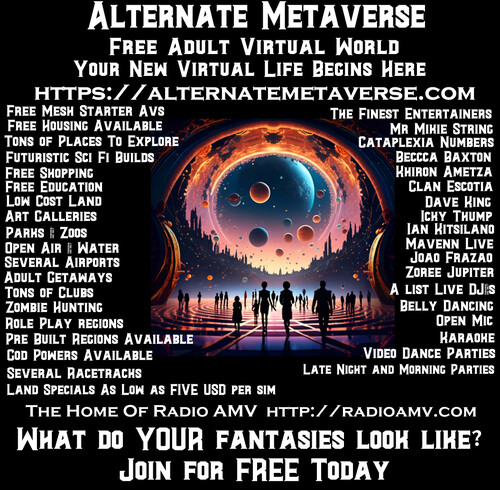 Alternate Metaverse
Free Adult Virtual World
Your New Virtual Life Begins Here
https://alternatemetaverse.com
Free Mesh Starter Avs
Free Housing Available
Tons of Places To Explore
Futuristic Sci Fi Builds
Free Shopping
Free Education
Low Cost Land
Art Galleries
Parks & Zoos
Open Air & Water
Several Airports
Adult Getaways
Tons of Clubs
Zombie Hunting
Role Play regions
Pre Built Regions Available
God Powers Available
Several Racetracks
Land Specials As Low as FIVE USD per sim
The Finest Entertainers
Mr Mihie String
Cataplexia Numbers
Beccca Baxton
Khiron Ametza
Clan Escotia
Dave King
Ichy Thump
Ian Kitsilano
Mavenn Live
Joao Frazao
Zoree Jupiter
A list Live DJs
Belly Dancing
Open Mic
Karaoke
Video Dance Parties
Late Night and Morning Parties
The Home Of Radio AMV http://radioamv.com
What do YOUR fantasies look like?
Join for FREE Today